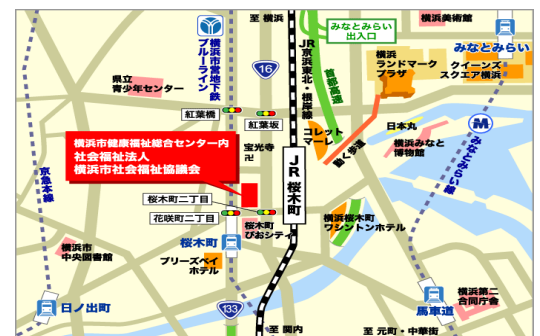 至 横浜
みなとみらい
出入口
横浜美術館
みなとみらい
横浜市営地下鉄
ブルーライン
16
JR
京浜東北・根岸線
首都高速
横浜
ランドマーク
プラザ
クイーンズ
スクエア横浜
県立
青少年センター
紅葉橋
紅葉坂
コレット
マーレ
動く歩道
日本丸
横浜みなと
博物館
M
みなとみらい線
横浜市健康福祉総合センター内
社会福祉法人
横浜市社会福祉協議会
宝光寺
卍
JR 桜木町
京急本線
桜木町二丁目
花咲町二丁目
桜木町
ぴおシティ
横浜桜木町
ワシントンホテル
横浜市
中央図書館
桜木町
ブリーズベイ
ホテル
日ノ出町
133
至 関内
馬車道
横浜第二
合同庁舎
至 元町・中華街